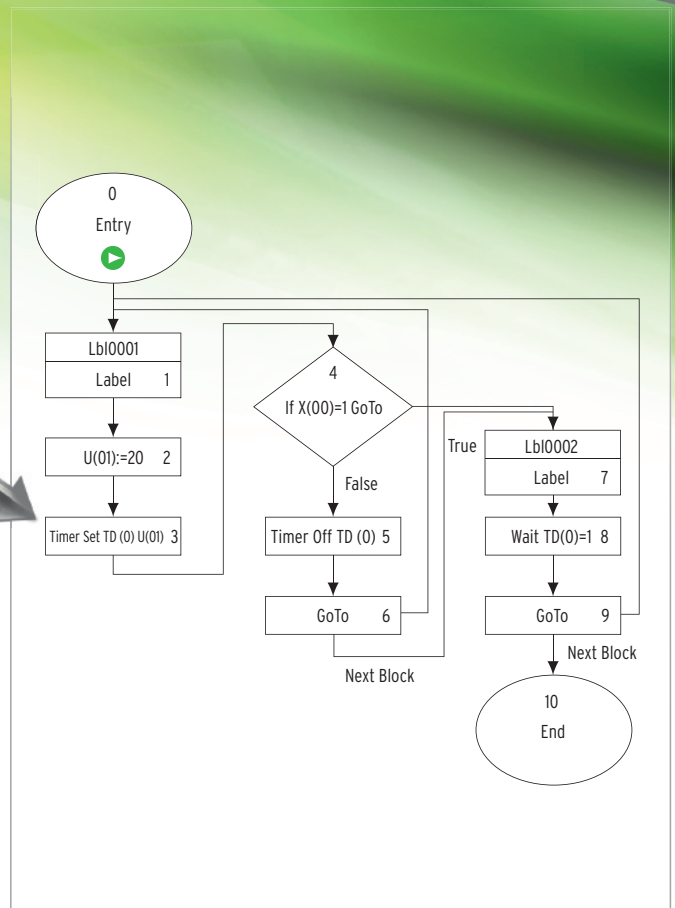 0
Entry
Lbl0001
Label 1
U(01):=20 2
Timer Set TD (0) U(01) 3
4
If X(00)=1 GoTo
False
Timer Off TD (0) 5
GoTo 6
Next Block
True
Lbl0002
Label 7
Wait TD(0)=1 8
GoTo 9
Next Block
10
End